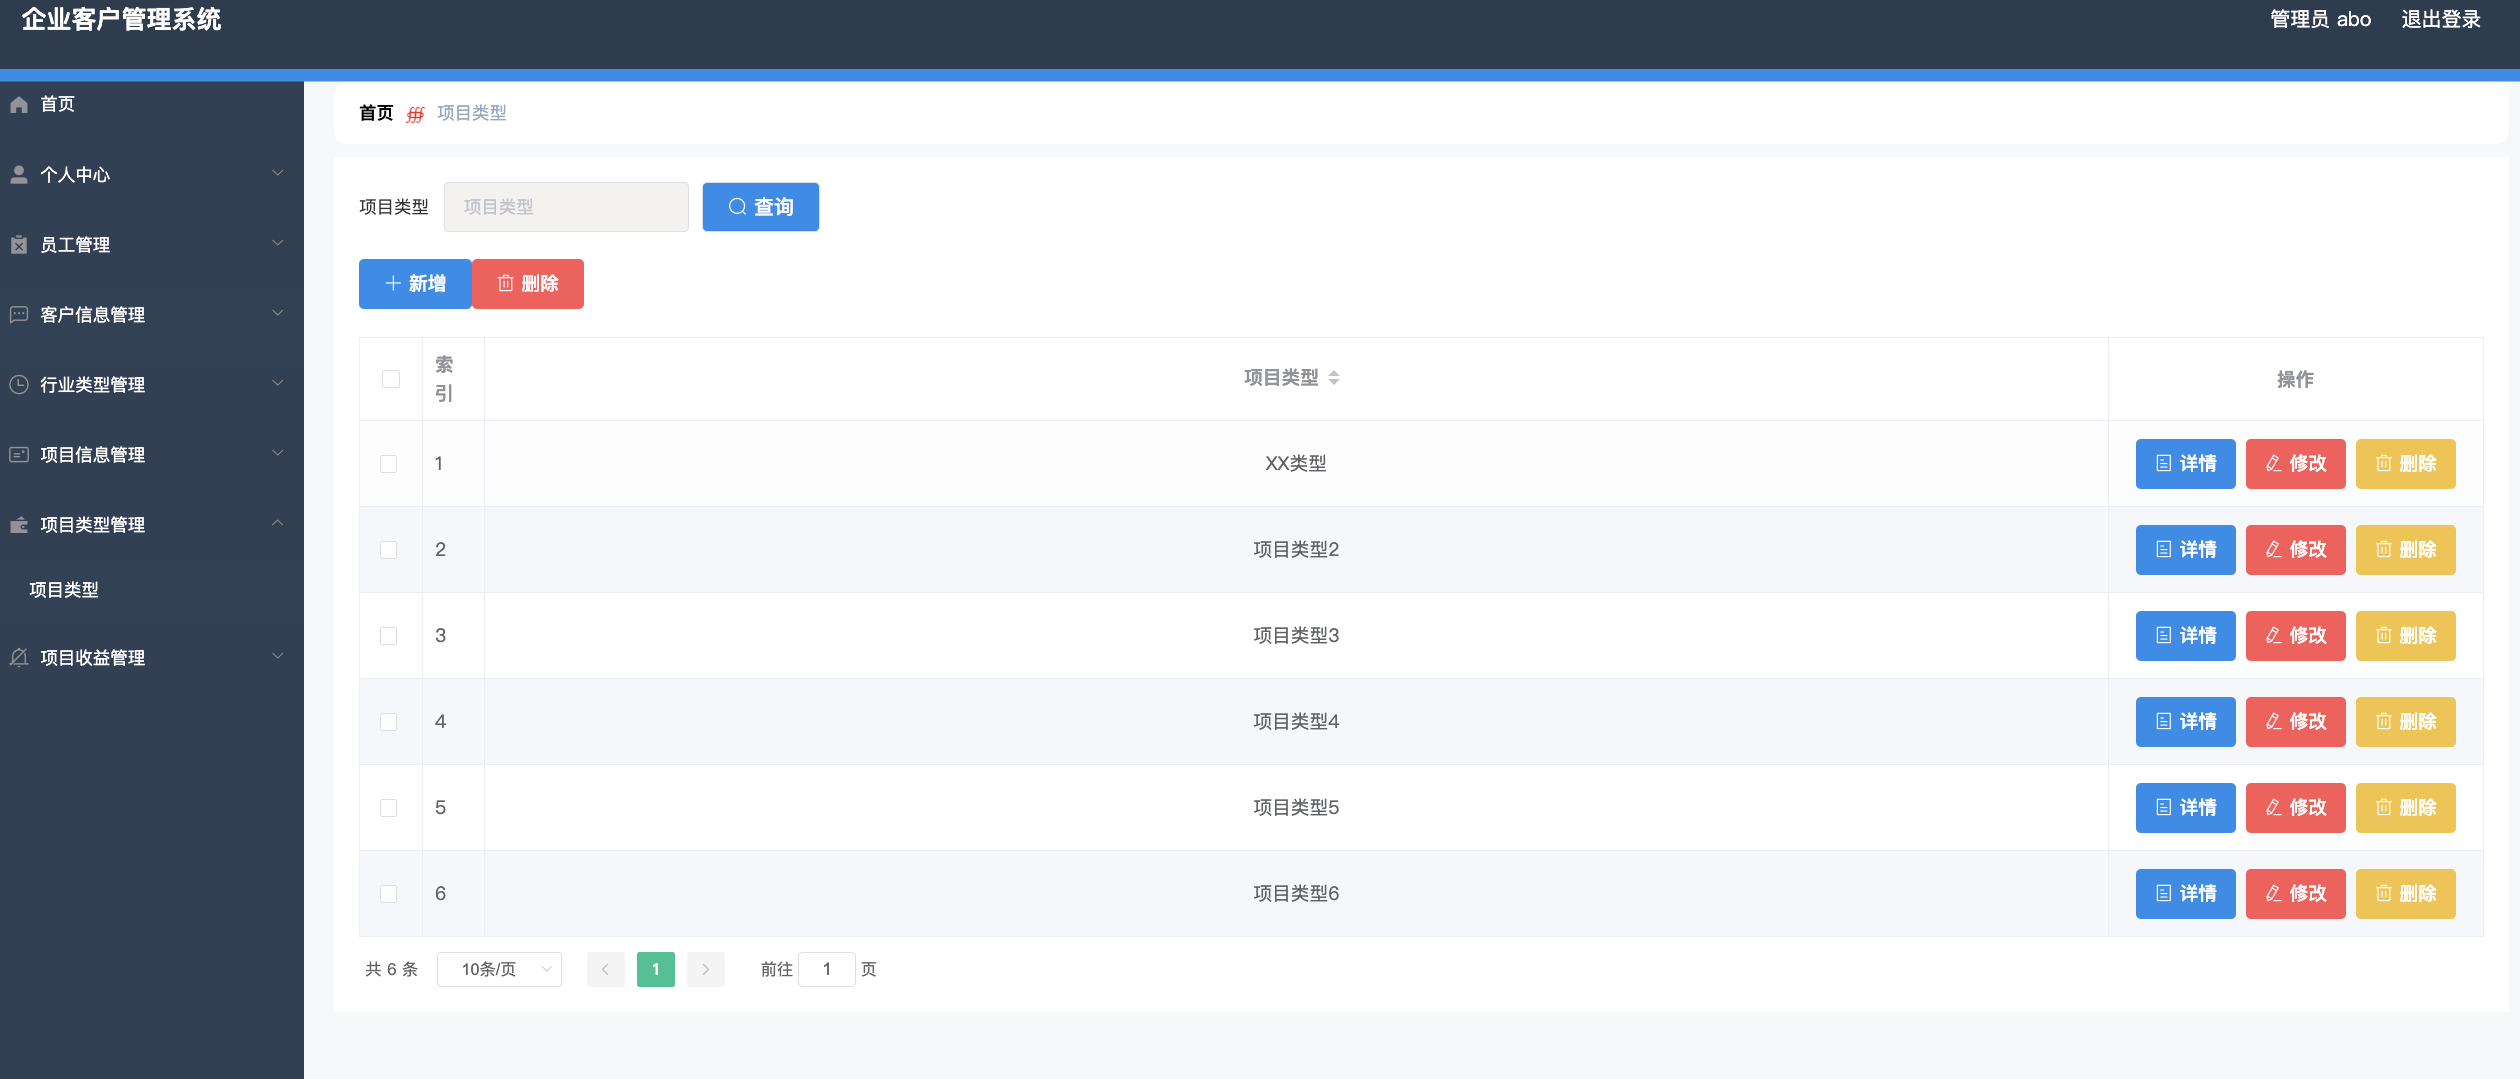 企业客户管理系统
管理员 abo 退出登录
首页
个人中心
员工管理
客户信息管理
行业类型管理
项目信息管理
项目类型管理
项目类型
项目收益管理
首页 项目类型
项目类型 项目类型 查询
新增 删除
索引 项目类型 操作
1 XX类型 详情 修改 删除
2 项目类型2 详情 修改 删除
3 项目类型3 详情 修改 删除
4 项目类型4 详情 修改 删除
5 项目类型5 详情 修改 删除
6 项目类型6 详情 修改 删除
共 6 条 10条/页 1 前往 1 页